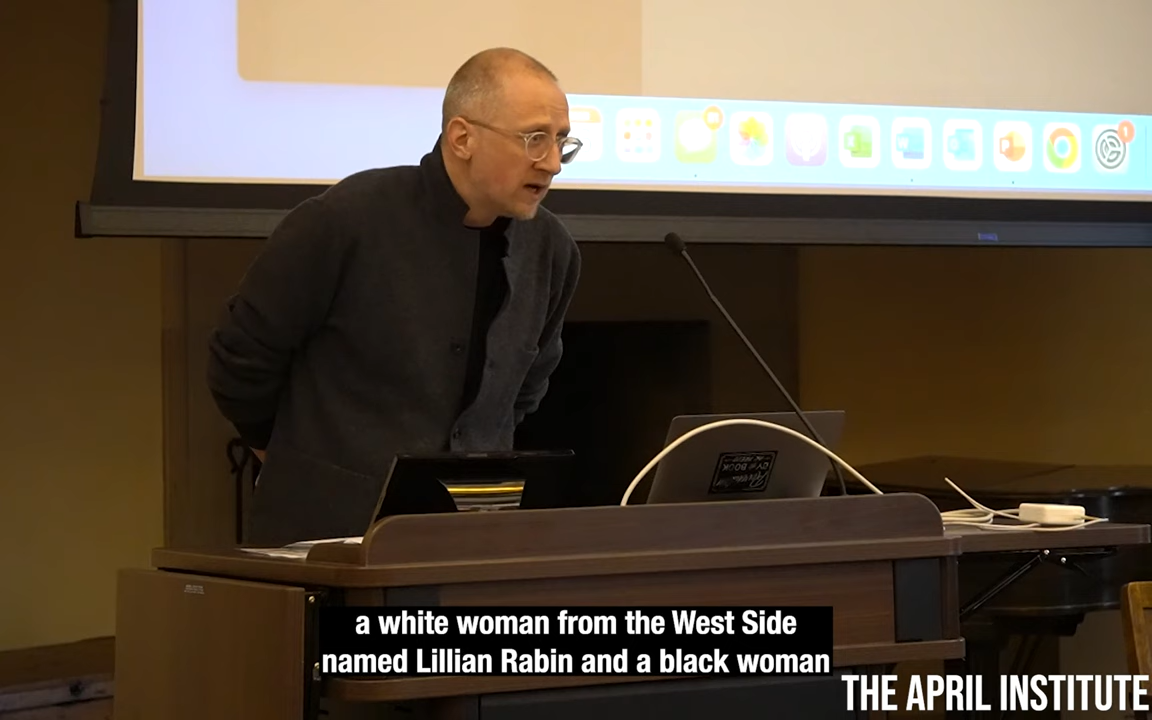 a white woman from the West Side
named Lillian Rabin and a black woman
THE APRIL INSTITUTE